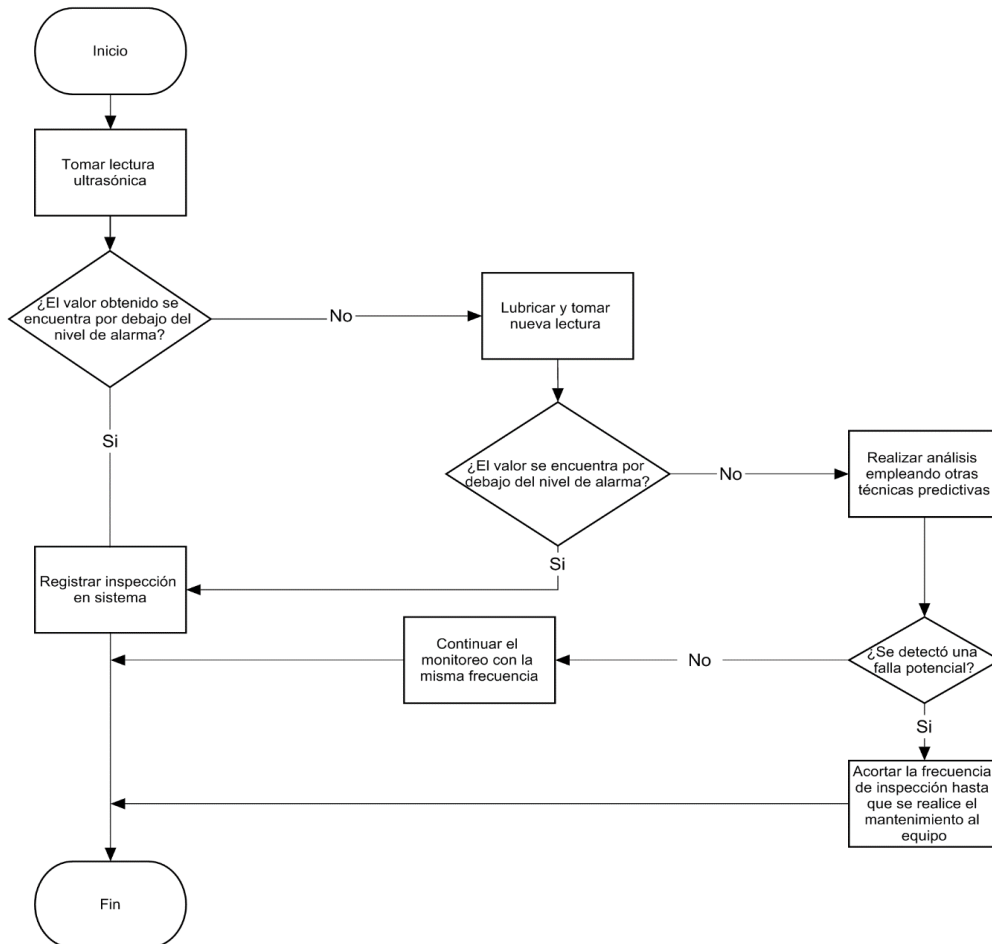 Inicio
Tomar lectura
ultrasónica
¿El valor obtenido se
encuentra por debajo del
nivel de alarma?
No
Lubricar y tomar
nueva lectura
Si
¿El valor se encuentra por
debajo del nivel de alarma?
No
Realizar análisis
empleando otras
técnicas predictivas
Si
Registrar inspección
en sistema
Continuar el
monitoreo con la
misma frecuencia
No
¿Se detectó una
falla potencial?
Si
Acortar la frecuencia
de inspección hasta
que se realice el
mantenimiento al
equipo
Fin